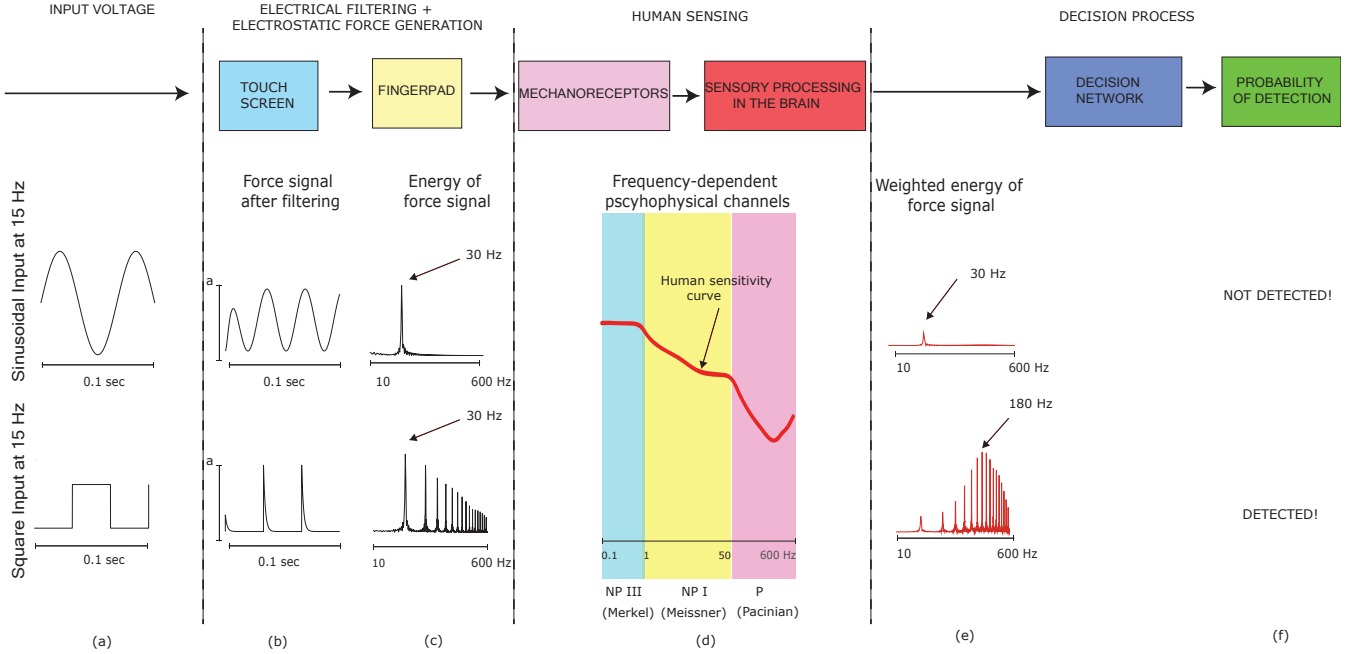 INPUT VOLTAGE
ELECTRICAL FILTERING +
ELECTROSTATIC FORCE GENERATION
HUMAN SENSING
DECISION PROCESS
TOUCH
SCREEN
FINGERPAD
MECHANORECEPTORS
SENSORY PROCESSING
IN THE BRAIN
DECISION
NETWORK
PROBABILITY
OF DETECTION
Force signal
after filtering
Energy of
force signal
Frequency-dependent
pscyhophysical channels
Weighted energy of
force signal
Sinusoidal Input at 15 Hz
0.1 sec
a
0.1 sec
30 Hz
10
600 Hz
Human sensitivity
curve
30 Hz
10
600 Hz
NOT DETECTED!
Square Input at 15 Hz
0.1 sec
a
0.1 sec
30 Hz
10
600 Hz
0.1
1
50
600 Hz
NP III
(Merkel)
NP I
(Meissner)
P
(Pacinian)
180 Hz
10
600 Hz
DETECTED!
(a)
(b)
(c)
(d)
(e)
(f)